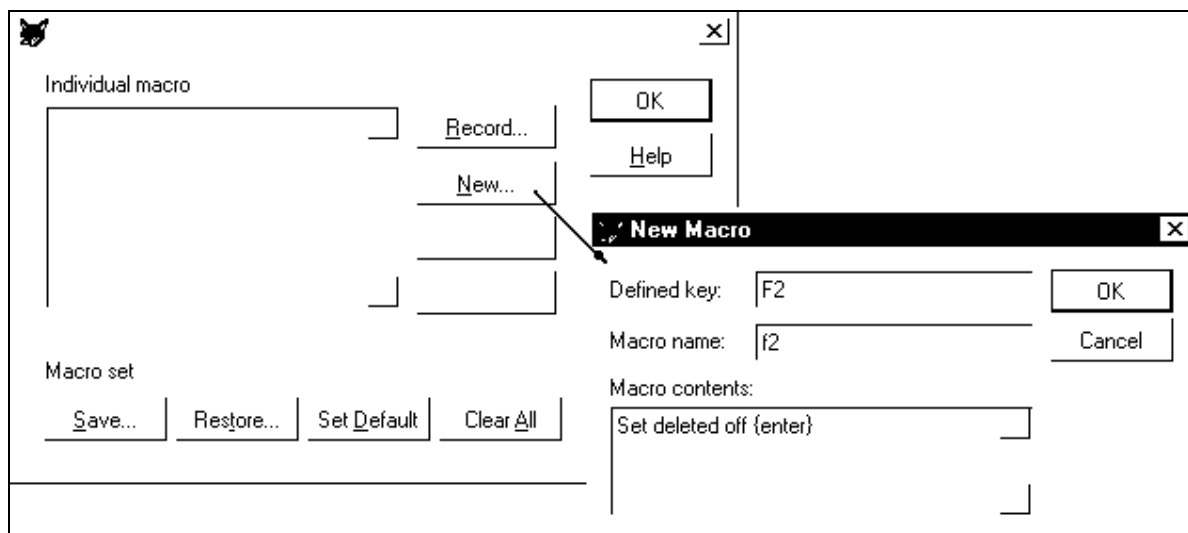 Individual macro
Record...
OK
New...
Help
Macro set
Save...
Restore...
Set Default
Clear All
New Macro
Defined key:
F2
OK
Macro name:
f2
Cancel
Macro contents:
Set deleted off {enter}